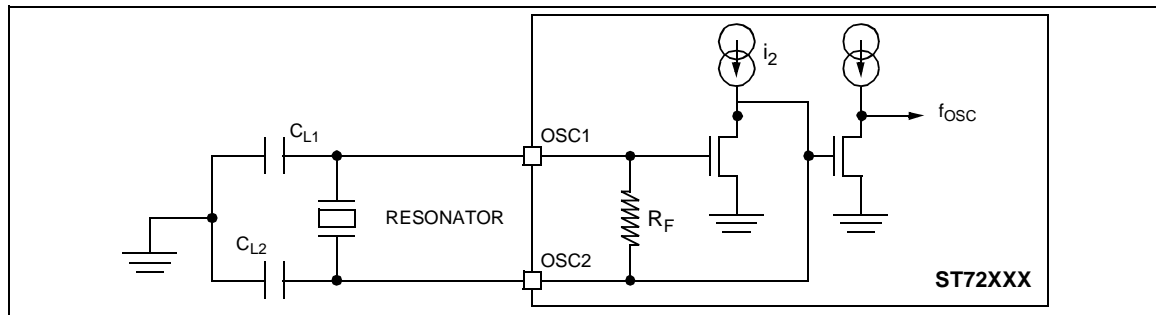 i2
fOSC
CL1
OSC1
RESONATOR
RF
CL2
OSC2
ST72XXX